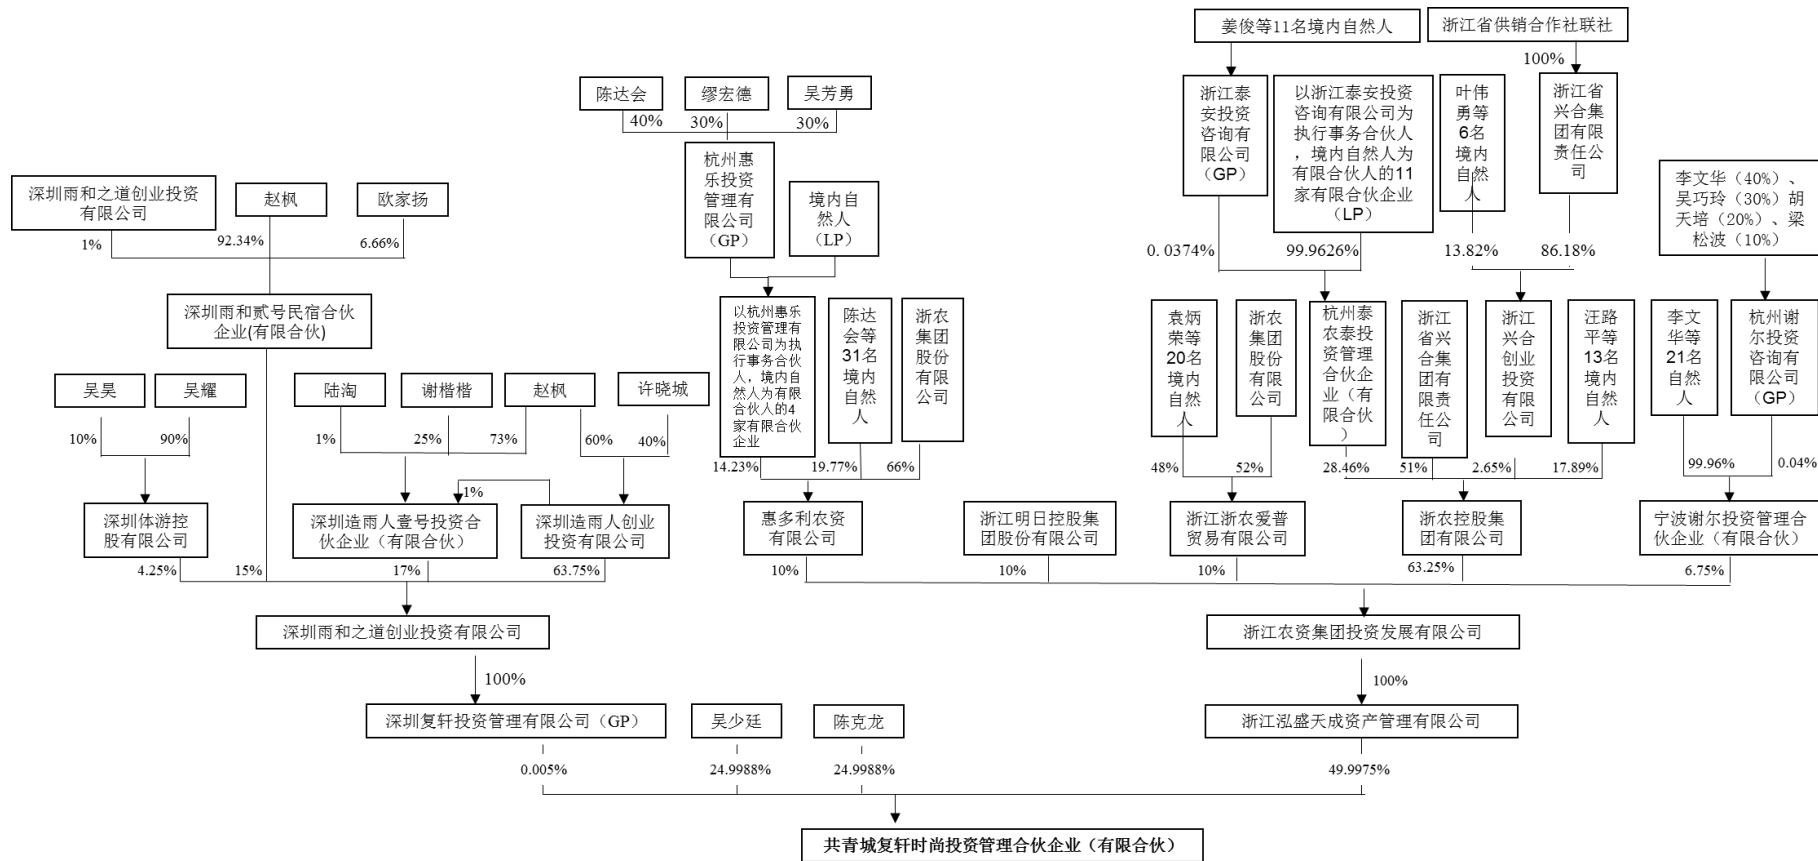 姜俊等11名境内自然人
浙江省供销合作社联社
100%
陈达会
缪宏德
吴芳勇
40%
30%
30%
浙江泰
安投资
咨询有
限公司
（GP）
以浙江泰安投资
咨询有限公司为
执行事务合伙人
，境内自然人为
有限合伙人的11
家有限合伙企业
（LP）
叶伟
勇等
6名
境内
自然
人
浙江省
兴合集
团有限
责任公
司
杭州惠
乐投资
管理有
限公司
（GP）
境内自
然人
（LP）
李文华（40%）、
吴巧玲（30%）胡
天培（20%）、梁
松波（10%）
深圳雨和之道创业投资
有限公司
赵枫
欧家扬
1%
92.34%
6.66%
0.0374%
99.9626%
13.82%
86.18%
深圳雨和贰号民宿合伙
企业(有限合伙)
以杭州惠乐
投资管理有
限公司为执
行事务合伙
人，境内自
然人为有限
合伙人的4
家有限合伙
企业
陈达
会等
31名
境内
自然
人
浙农
集团
股份
有限
公司
袁炳
荣等
20名
境内
自然
人
浙农
集团
股份
有限
公司
杭州泰
农泰投
资管理
合伙企
业（有
限合伙
）
浙江
省兴
合集
团有
限责
任公
司
浙江
兴合
创业
投资
有限
公司
汪路
平等
13名
境内
自然
人
李文
华等
21名
自然
人
杭州谢
尔投资
咨询有
限公司
（GP）
吴昊
吴耀
陆淘
谢楷楷
赵枫
许晓城
10%
90%
1%
25%
73%
60%
40%
14.23%
19.77%
66%
48%
52%
28.46%
51%
2.65%
17.89%
99.96%
0.04%
1%
深圳体游控
股有限公司
深圳造雨人壹号投资合
伙企业（有限合伙）
深圳造雨人创业
投资有限公司
惠多利农资
有限公司
浙江明日控股集
团股份有限公司
浙江浙农爱普
贸易有限公司
浙农控股集
团有限公司
宁波谢尔投资管理合
伙企业（有限合伙）
4.25%
15%
17%
63.75%
10%
10%
10%
63.25%
6.75%
深圳雨和之道创业投资有限公司
浙江农资集团投资发展有限公司
100%
100%
深圳复轩投资管理有限公司（GP）
吴少廷
陈克龙
浙江泓盛天成资产管理有限公司
0.005%
24.9988%
24.9988%
49.9975%
共青城复轩时尚投资管理合伙企业（有限合伙）